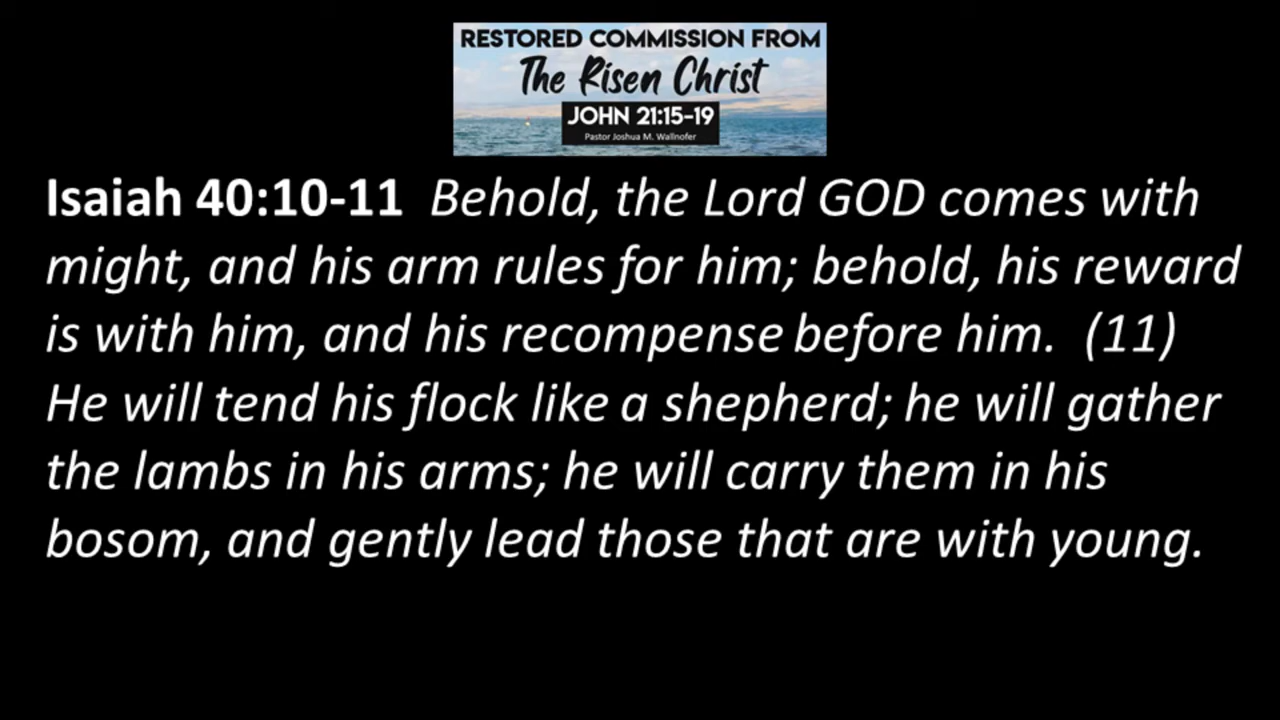 RESTORED COMMISSION FROM
The Risen Christ
JOHN 21:15-19
Pastor Joshua M. Wallnofer
Isaiah 40:10-11 Behold, the Lord GOD comes with
might, and his arm rules for him; behold, his reward
is with him, and his recompense before him. (11)
He will tend his flock like a shepherd; he will gather
the lambs in his arms; he will carry them in his
bosom, and gently lead those that are with young.